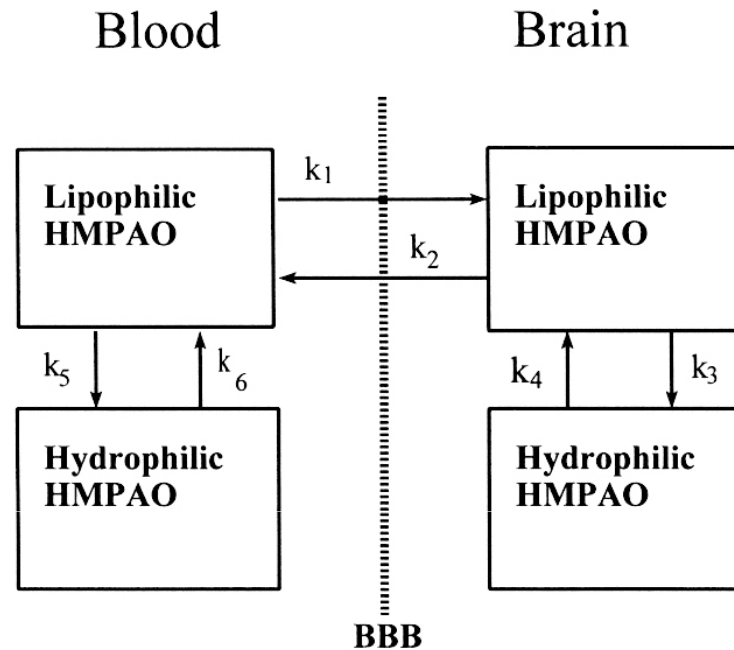 Blood
Brain
Lipophilic
HMPAO
k1
k2
Lipophilic
HMPAO
k5
k6
k4
k3
Hydrophilic
HMPAO
Hydrophilic
HMPAO
BBB